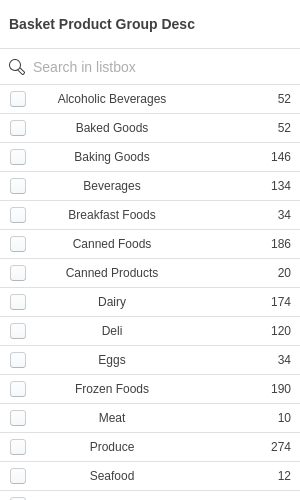 Basket Product Group Desc
Search in listbox
Alcoholic Beverages 52
Baked Goods 52
Baking Goods 146
Beverages 134
Breakfast Foods 34
Canned Foods 186
Canned Products 20
Dairy 174
Deli 120
Eggs 34
Frozen Foods 190
Meat 10
Produce 274
Seafood 12